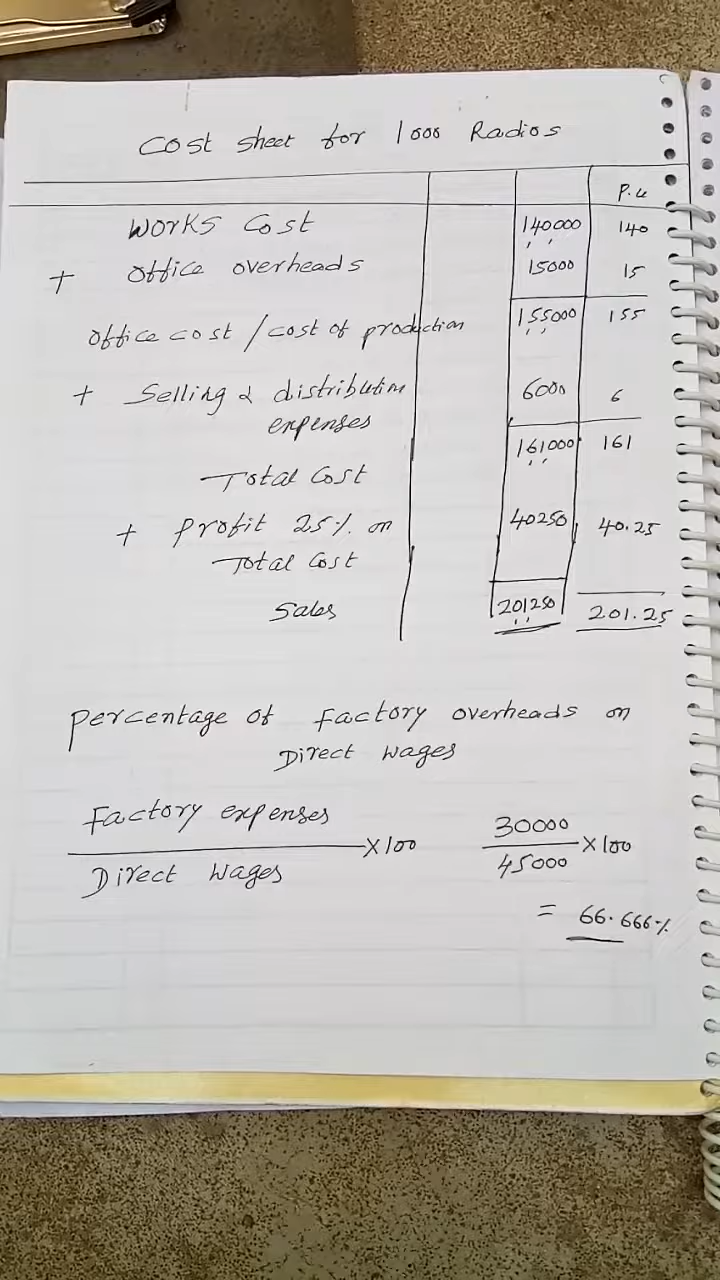 Cost sheet for 1000 Radios
P.U
Works Cost 140000 140
+ Office overheads 15000 15
Office cost / cost of production 155000 155
+ Selling & distribution 6000 6
expenses
161000 161
Total Cost
+ Profit 25% on 40250 40.25
Total Cost
Sales 201250 201.25
Percentage of Factory overheads on
Direct Wages
Factory expenses 30000
×100 ×100
Direct Wages 45000
= 66.666%